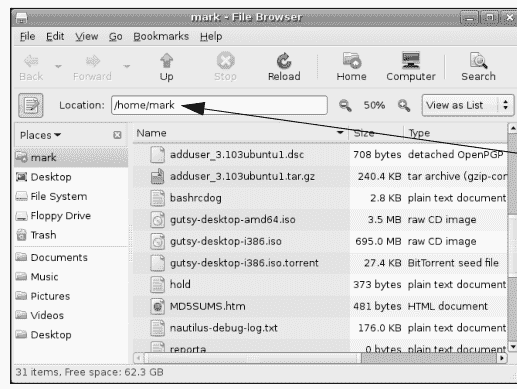 mark - File Browser
File Edit View Go Bookmarks Help
Back Forward Up Stop Reload Home Computer Search
Location: /home/mark 50% View as List
Places Name Size Type
mark
Desktop
File System
Floppy Drive
Trash
Documents
Music
Pictures
Videos
Desktop
adduser_3.103ubuntu1.dsc 708 bytes detached OpenPGP
adduser_3.103ubuntu1.tar.gz 240.4 KB tar archive (gzip-con
bashrcdog 2.8 KB plain text document
gutsy-desktop-amd64.iso 3.5 MB raw CD image
gutsy-desktop-i386.iso 695.0 MB raw CD image
gutsy-desktop-i386.iso.torrent 27.4 KB BitTorrent seed file
hold 373 bytes plain text document
MD5SUMS.htm 481 bytes HTML document
nautilus-debug-log.txt 176.0 KB plain text document
reporta 0 bytes plain text document
31 items, Free space: 62.3 GB